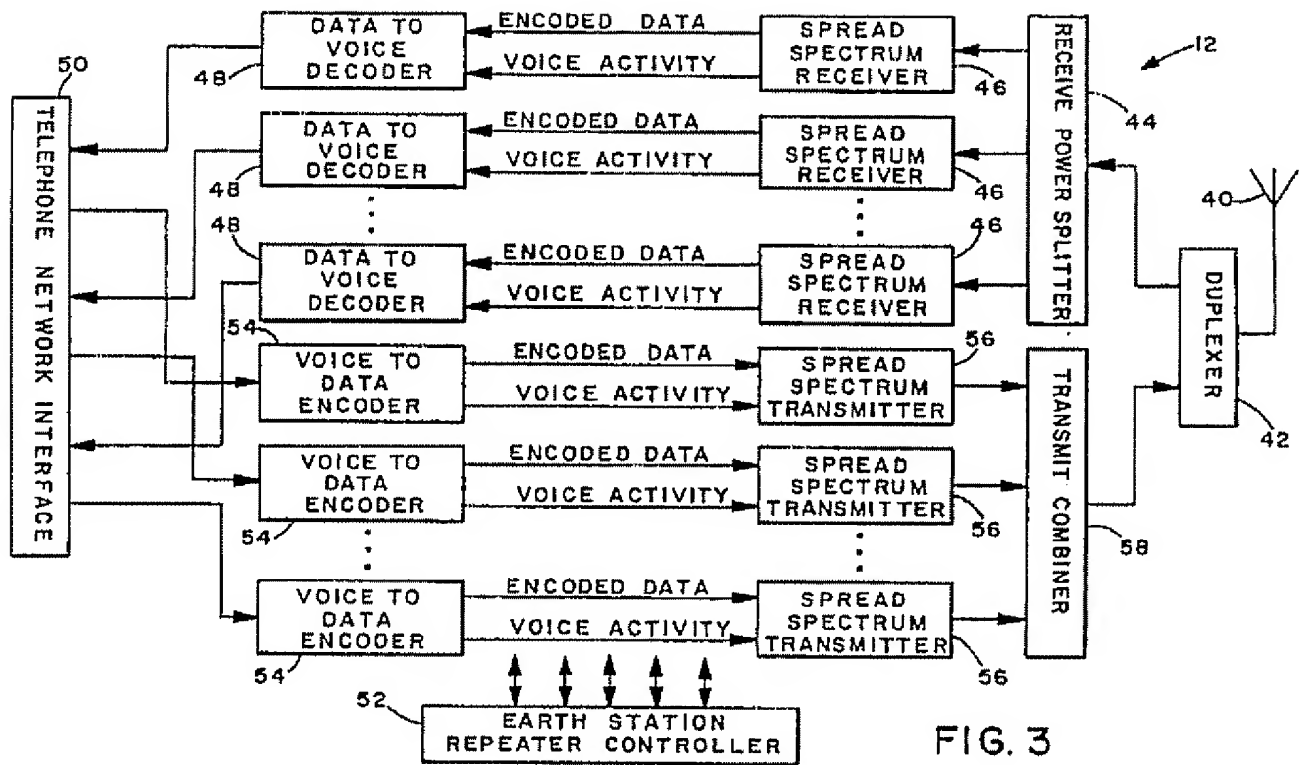 DATA TO
VOICE
DECODER
48
ENCODED DATA
VOICE ACTIVITY
SPREAD
SPECTRUM
RECEIVER
46
RECEIVE POWER SPLITTER
44
12
50
TELEPHONE NETWORK INTERFACE
DATA TO
VOICE
DECODER
48
ENCODED DATA
VOICE ACTIVITY
SPREAD
SPECTRUM
RECEIVER
46
40
48
DATA TO
VOICE
DECODER
ENCODED DATA
VOICE ACTIVITY
46
SPREAD
SPECTRUM
RECEIVER
DUPLEXER
42
54
VOICE TO
DATA
ENCODER
ENCODED DATA
VOICE ACTIVITY
56
SPREAD
SPECTRUM
TRANSMITTER
TRANSMIT COMBINER
58
VOICE TO
DATA
ENCODER
54
ENCODED DATA
VOICE ACTIVITY
SPREAD
SPECTRUM
TRANSMITTER
56
VOICE TO
DATA
ENCODER
54
ENCODED DATA
VOICE ACTIVITY
SPREAD
SPECTRUM
TRANSMITTER
56
52
EARTH STATION
REPEATER CONTROLLER
FIG. 3